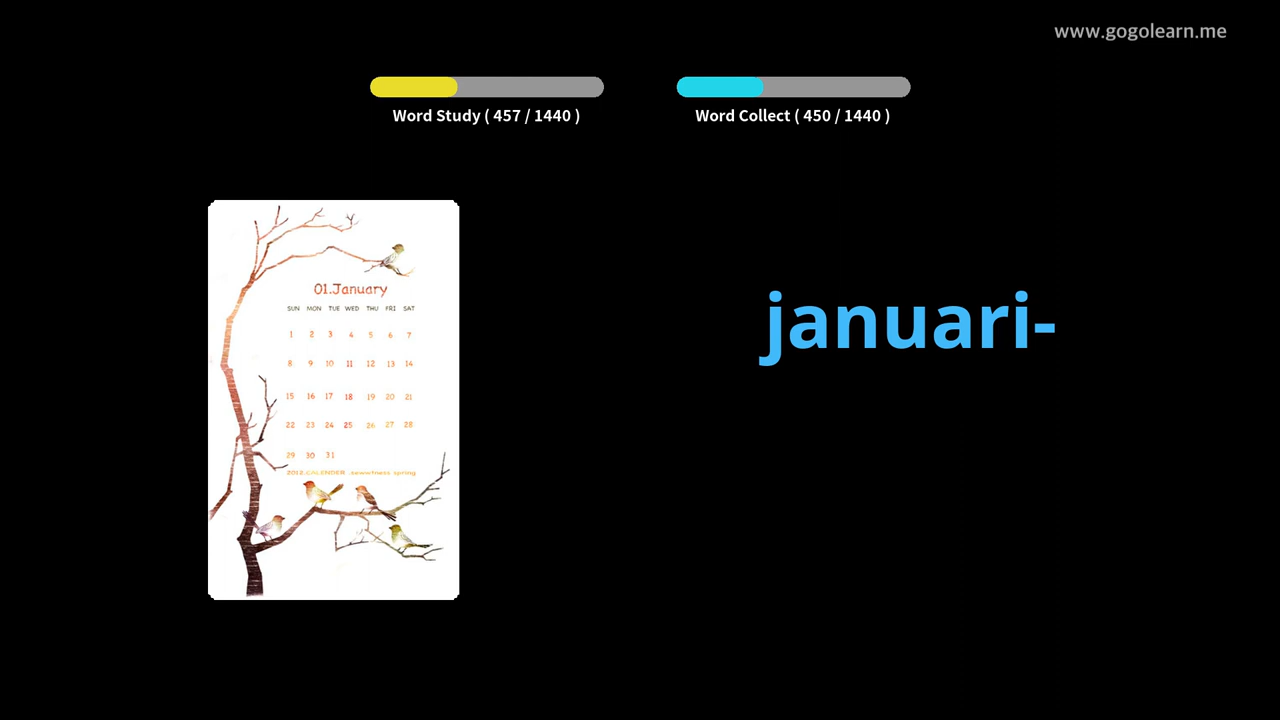 www.gogolearn.me
Word Study ( 457 / 1440 )
Word Collect ( 450 / 1440 )
01.January
SUN MON TUE WED THU FRI SAT
1 2 3 4 5 6 7
8 9 10 11 12 13 14
15 16 17 18 19 20 21
22 23 24 25 26 27 28
29 30 31
CALENDER
spring
januari-